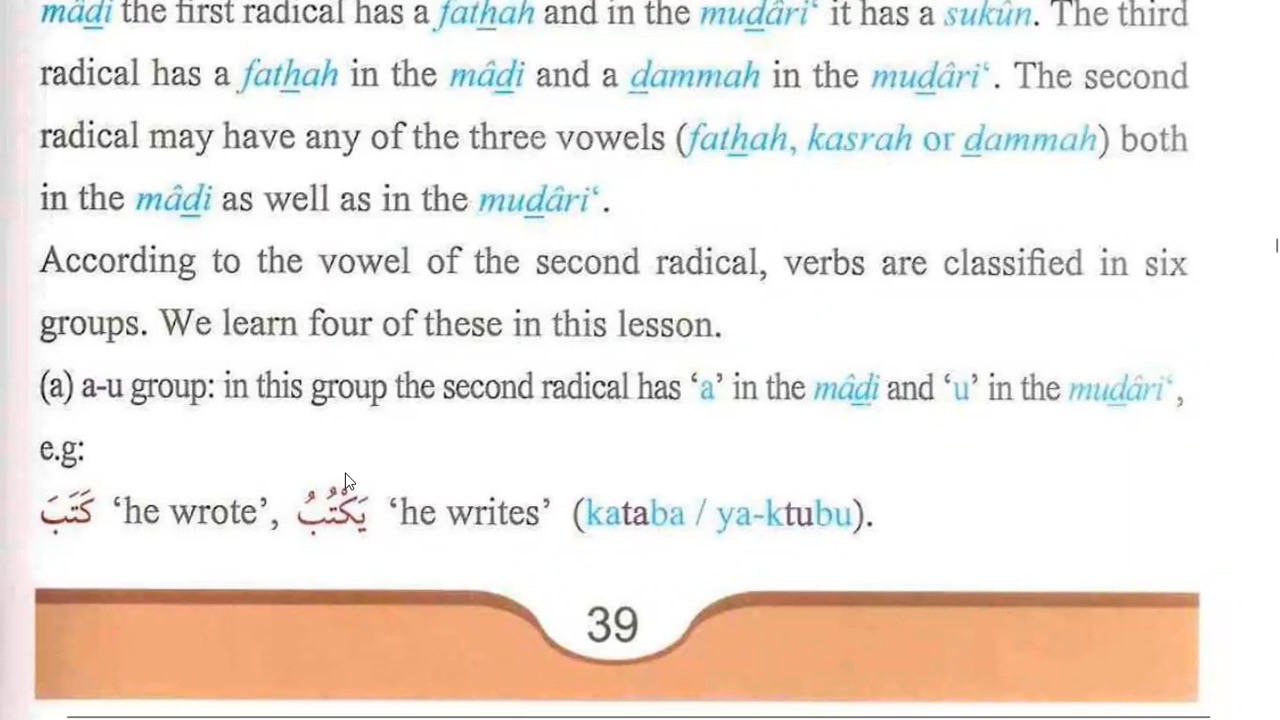 mâdi the first radical has a fathah and in the mudâri‘ it has a sukûn. The third
radical has a fathah in the mâdi and a dammah in the mudâri‘. The second
radical may have any of the three vowels (fathah, kasrah or dammah) both
in the mâdi as well as in the mudâri‘.
According to the vowel of the second radical, verbs are classified in six
groups. We learn four of these in this lesson.
(a) a-u group: in this group the second radical has ‘a’ in the mâdi and ‘u’ in the mudâri‘,
e.g:
كَتَبَ ‘he wrote’, يَكْتُبُ ‘he writes’ (kataba / ya-ktubu).
39